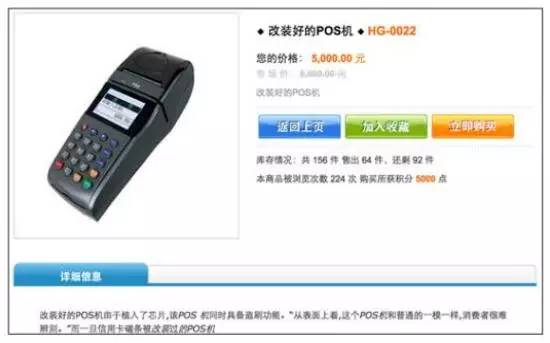 ◆ 改装好的POS机 ◆ HG-0022
您的价格： 5,000.00 元
市 场 价： 8,000.00 元
改装好的POS机
返回上页
加入收藏
立即购买
库存情况：共 156 件 售出 64 件、还剩 92 件
本商品被浏览次数 224 次 购买所获积分 5000 点
详细信息
改装好的POS机由于植入了芯片,该POS 机同时具备盗刷功能。“从表面上看,这个POS机和普通的一模一样,消费者很难
辨别。”而一旦信用卡磁条被改装过的POS机